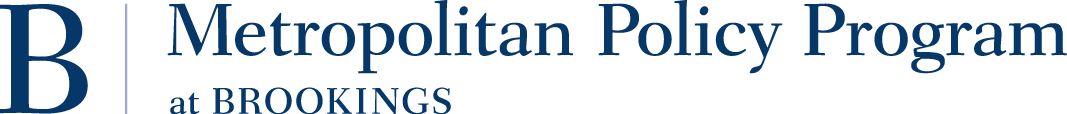 B
Metropolitan Policy Program
at BROOKINGS